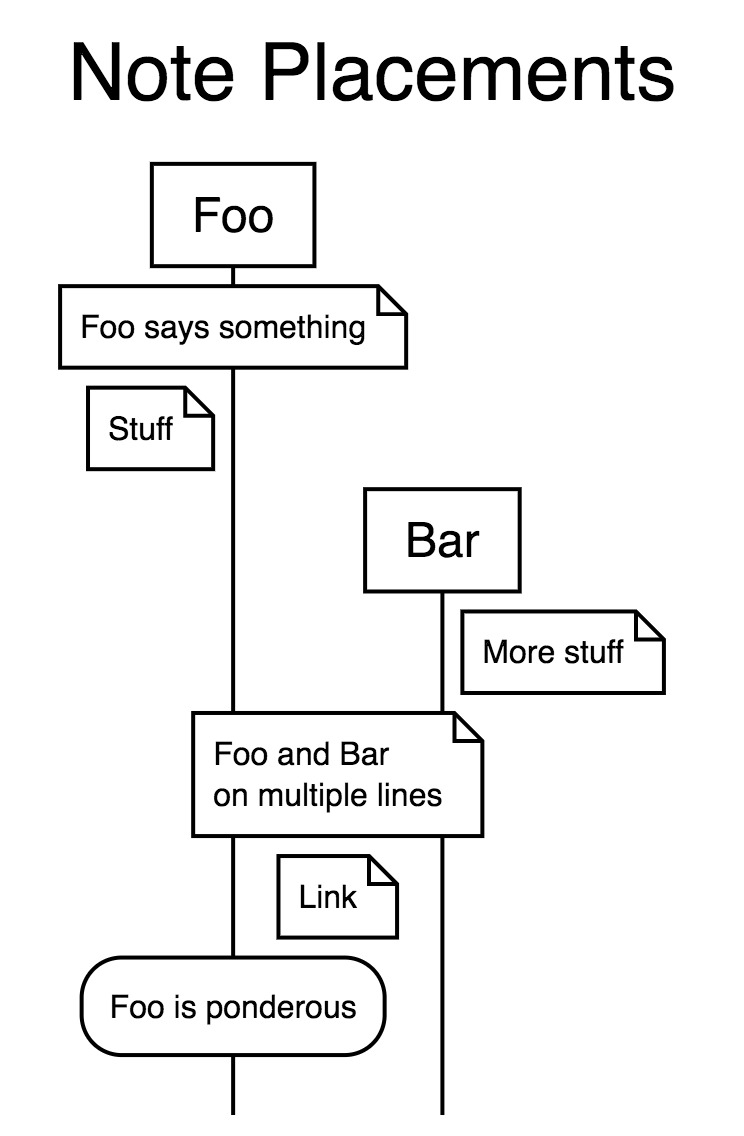 Note Placements
Foo
Foo says something
Stuff
Bar
More stuff
Foo and Bar
on multiple lines
Link
Foo is ponderous